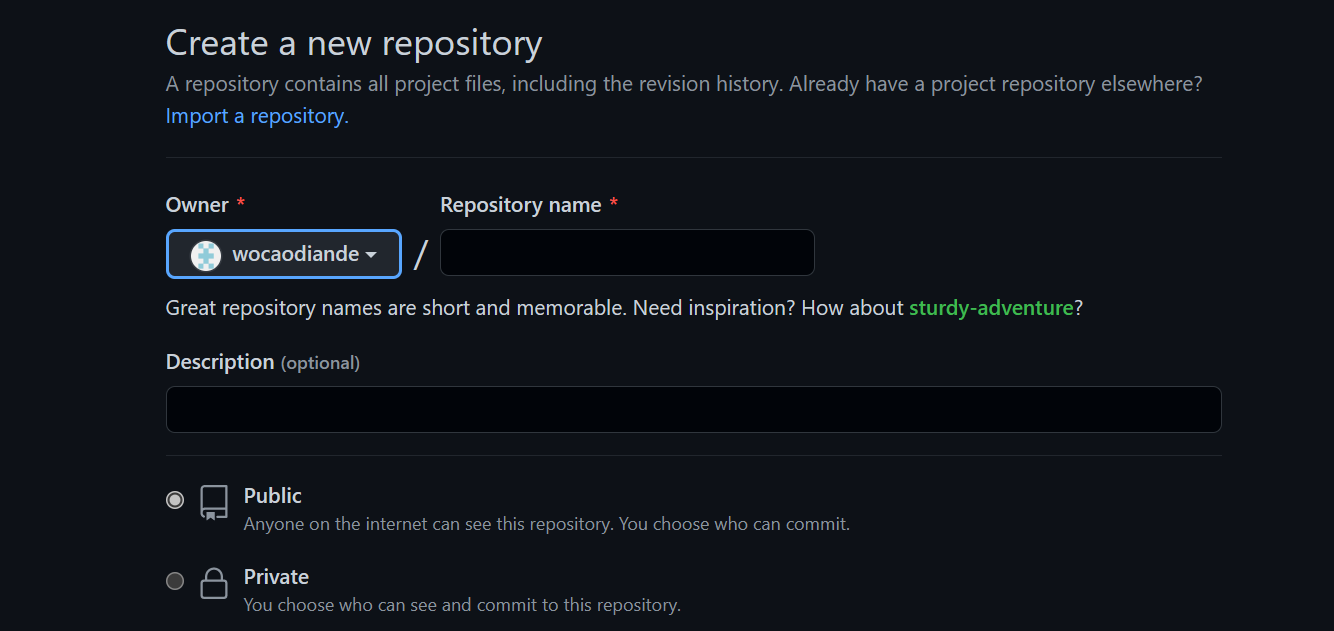 Create a new repository
A repository contains all project files, including the revision history. Already have a project repository elsewhere?
Import a repository.
Owner * Repository name *
wocaodiande /
Great repository names are short and memorable. Need inspiration? How about sturdy-adventure?
Description (optional)
Public
Anyone on the internet can see this repository. You choose who can commit.
Private
You choose who can see and commit to this repository.